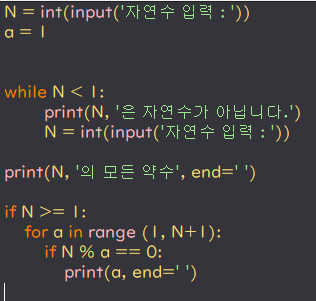 N = int(input('자연수 입력 : '))
a = 1
while N < 1:
print(N, '은 자연수가 아닙니다.')
N = int(input('자연수 입력 : '))
print(N, '의 모든 약수', end=' ')
if N >= 1:
for a in range (1, N+1):
if N % a == 0:
print(a, end=' ')